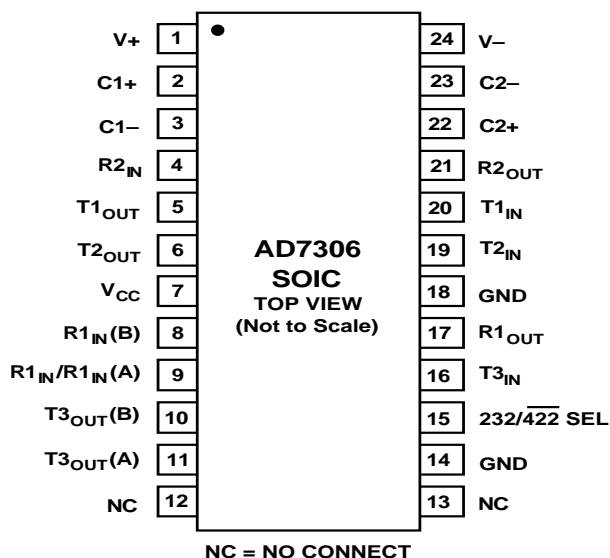 V+ 1 24 V–
C1+ 2 23 C2–
C1– 3 22 C2+
R2IN 4 21 R2OUT
T1OUT 5 20 T1IN
T2OUT 6 19 T2IN
VCC 7 18 GND
R1IN(B) 8 17 R1OUT
R1IN/R1IN(A) 9 16 T3IN
T3OUT(B) 10 15 232/4̅2̅2̅ SEL
T3OUT(A) 11 14 GND
NC 12 13 NC
AD7306
SOIC
TOP VIEW
(Not to Scale)
NC = NO CONNECT